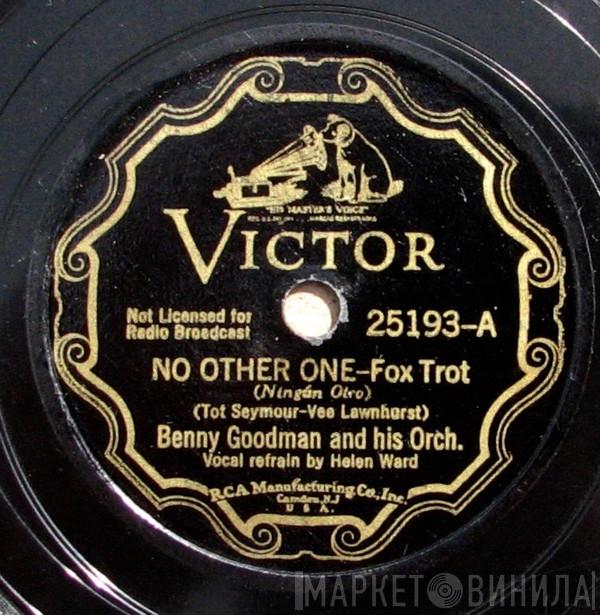 "HIS MASTER'S VOICE"
VICTOR
Not Licensed for
Radio Broadcast
25193-A
NO OTHER ONE-Fox Trot
(Ningún Otro)
(Tot Seymour-Vee Lawnhurst)
Benny Goodman and his Orch.
Vocal refrain by Helen Ward
RCA Manufacturing Co., Inc.
Camden, N.J.
U S A.
МАРКЕТ ВИНИЛА